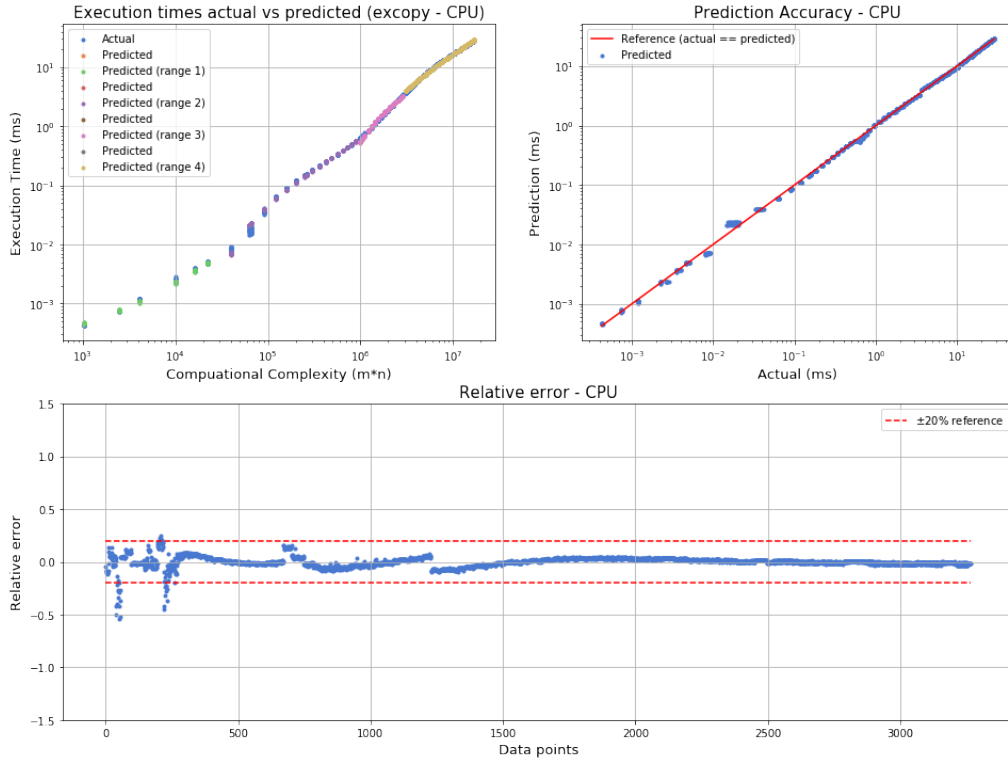 Execution times actual vs predicted (excopy - CPU)
Execution Time (ms)
10¹
10⁰
10⁻¹
10⁻²
10⁻³
Actual
Predicted
Predicted (range 1)
Predicted
Predicted (range 2)
Predicted
Predicted (range 3)
Predicted
Predicted (range 4)
10³ 10⁴ 10⁵ 10⁶ 10⁷
Compuational Complexity (m*n)
Prediction Accuracy - CPU
Prediction (ms)
10¹
10⁰
10⁻¹
10⁻²
10⁻³
Reference (actual == predicted)
Predicted
10⁻³ 10⁻² 10⁻¹ 10⁰ 10¹
Actual (ms)
Relative error - CPU
Relative error
1.5
1.0
0.5
0.0
−0.5
−1.0
−1.5
±20% reference
0 500 1000 1500 2000 2500 3000
Data points